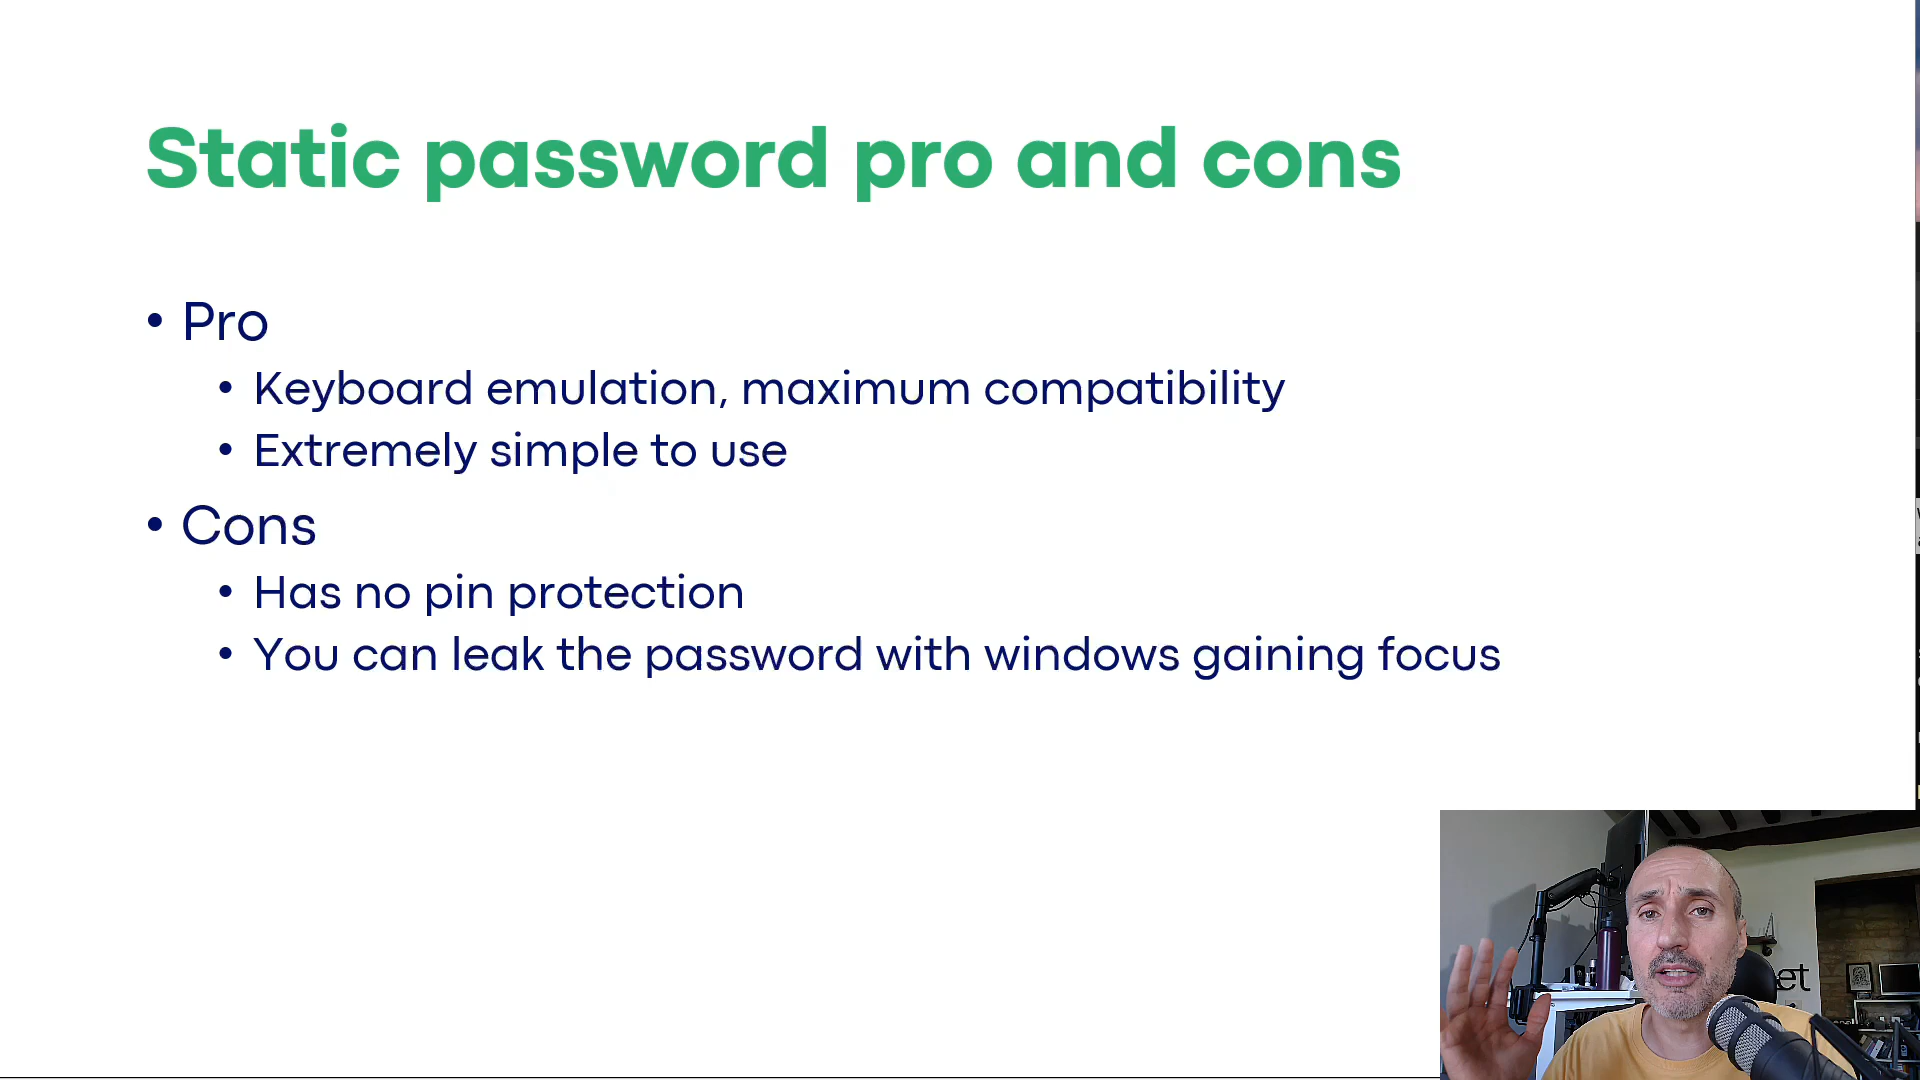 Static password pro and cons
• Pro
• Keyboard emulation, maximum compatibility
• Extremely simple to use
• Cons
• Has no pin protection
• You can leak the password with windows gaining focus
et